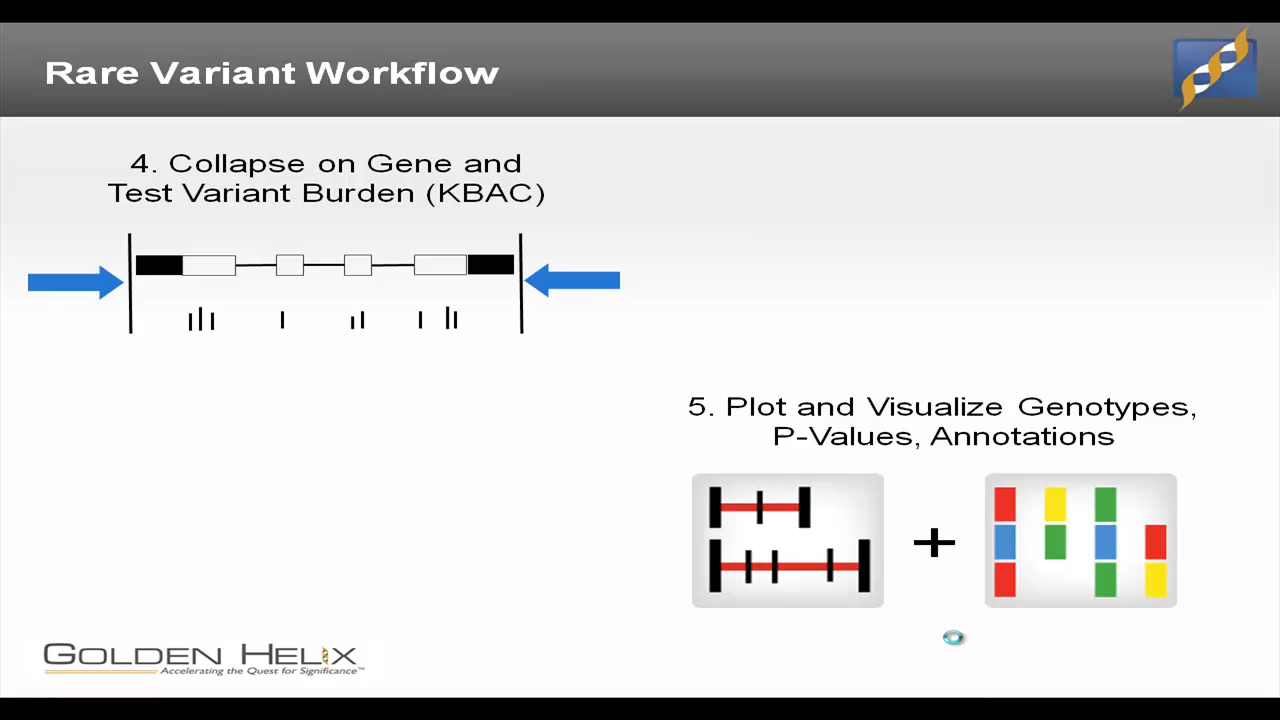 Rare Variant Workflow
4. Collapse on Gene and
Test Variant Burden (KBAC)
5. Plot and Visualize Genotypes,
P-Values, Annotations
+
GOLDEN HELIX
Accelerating the Quest for Significance™